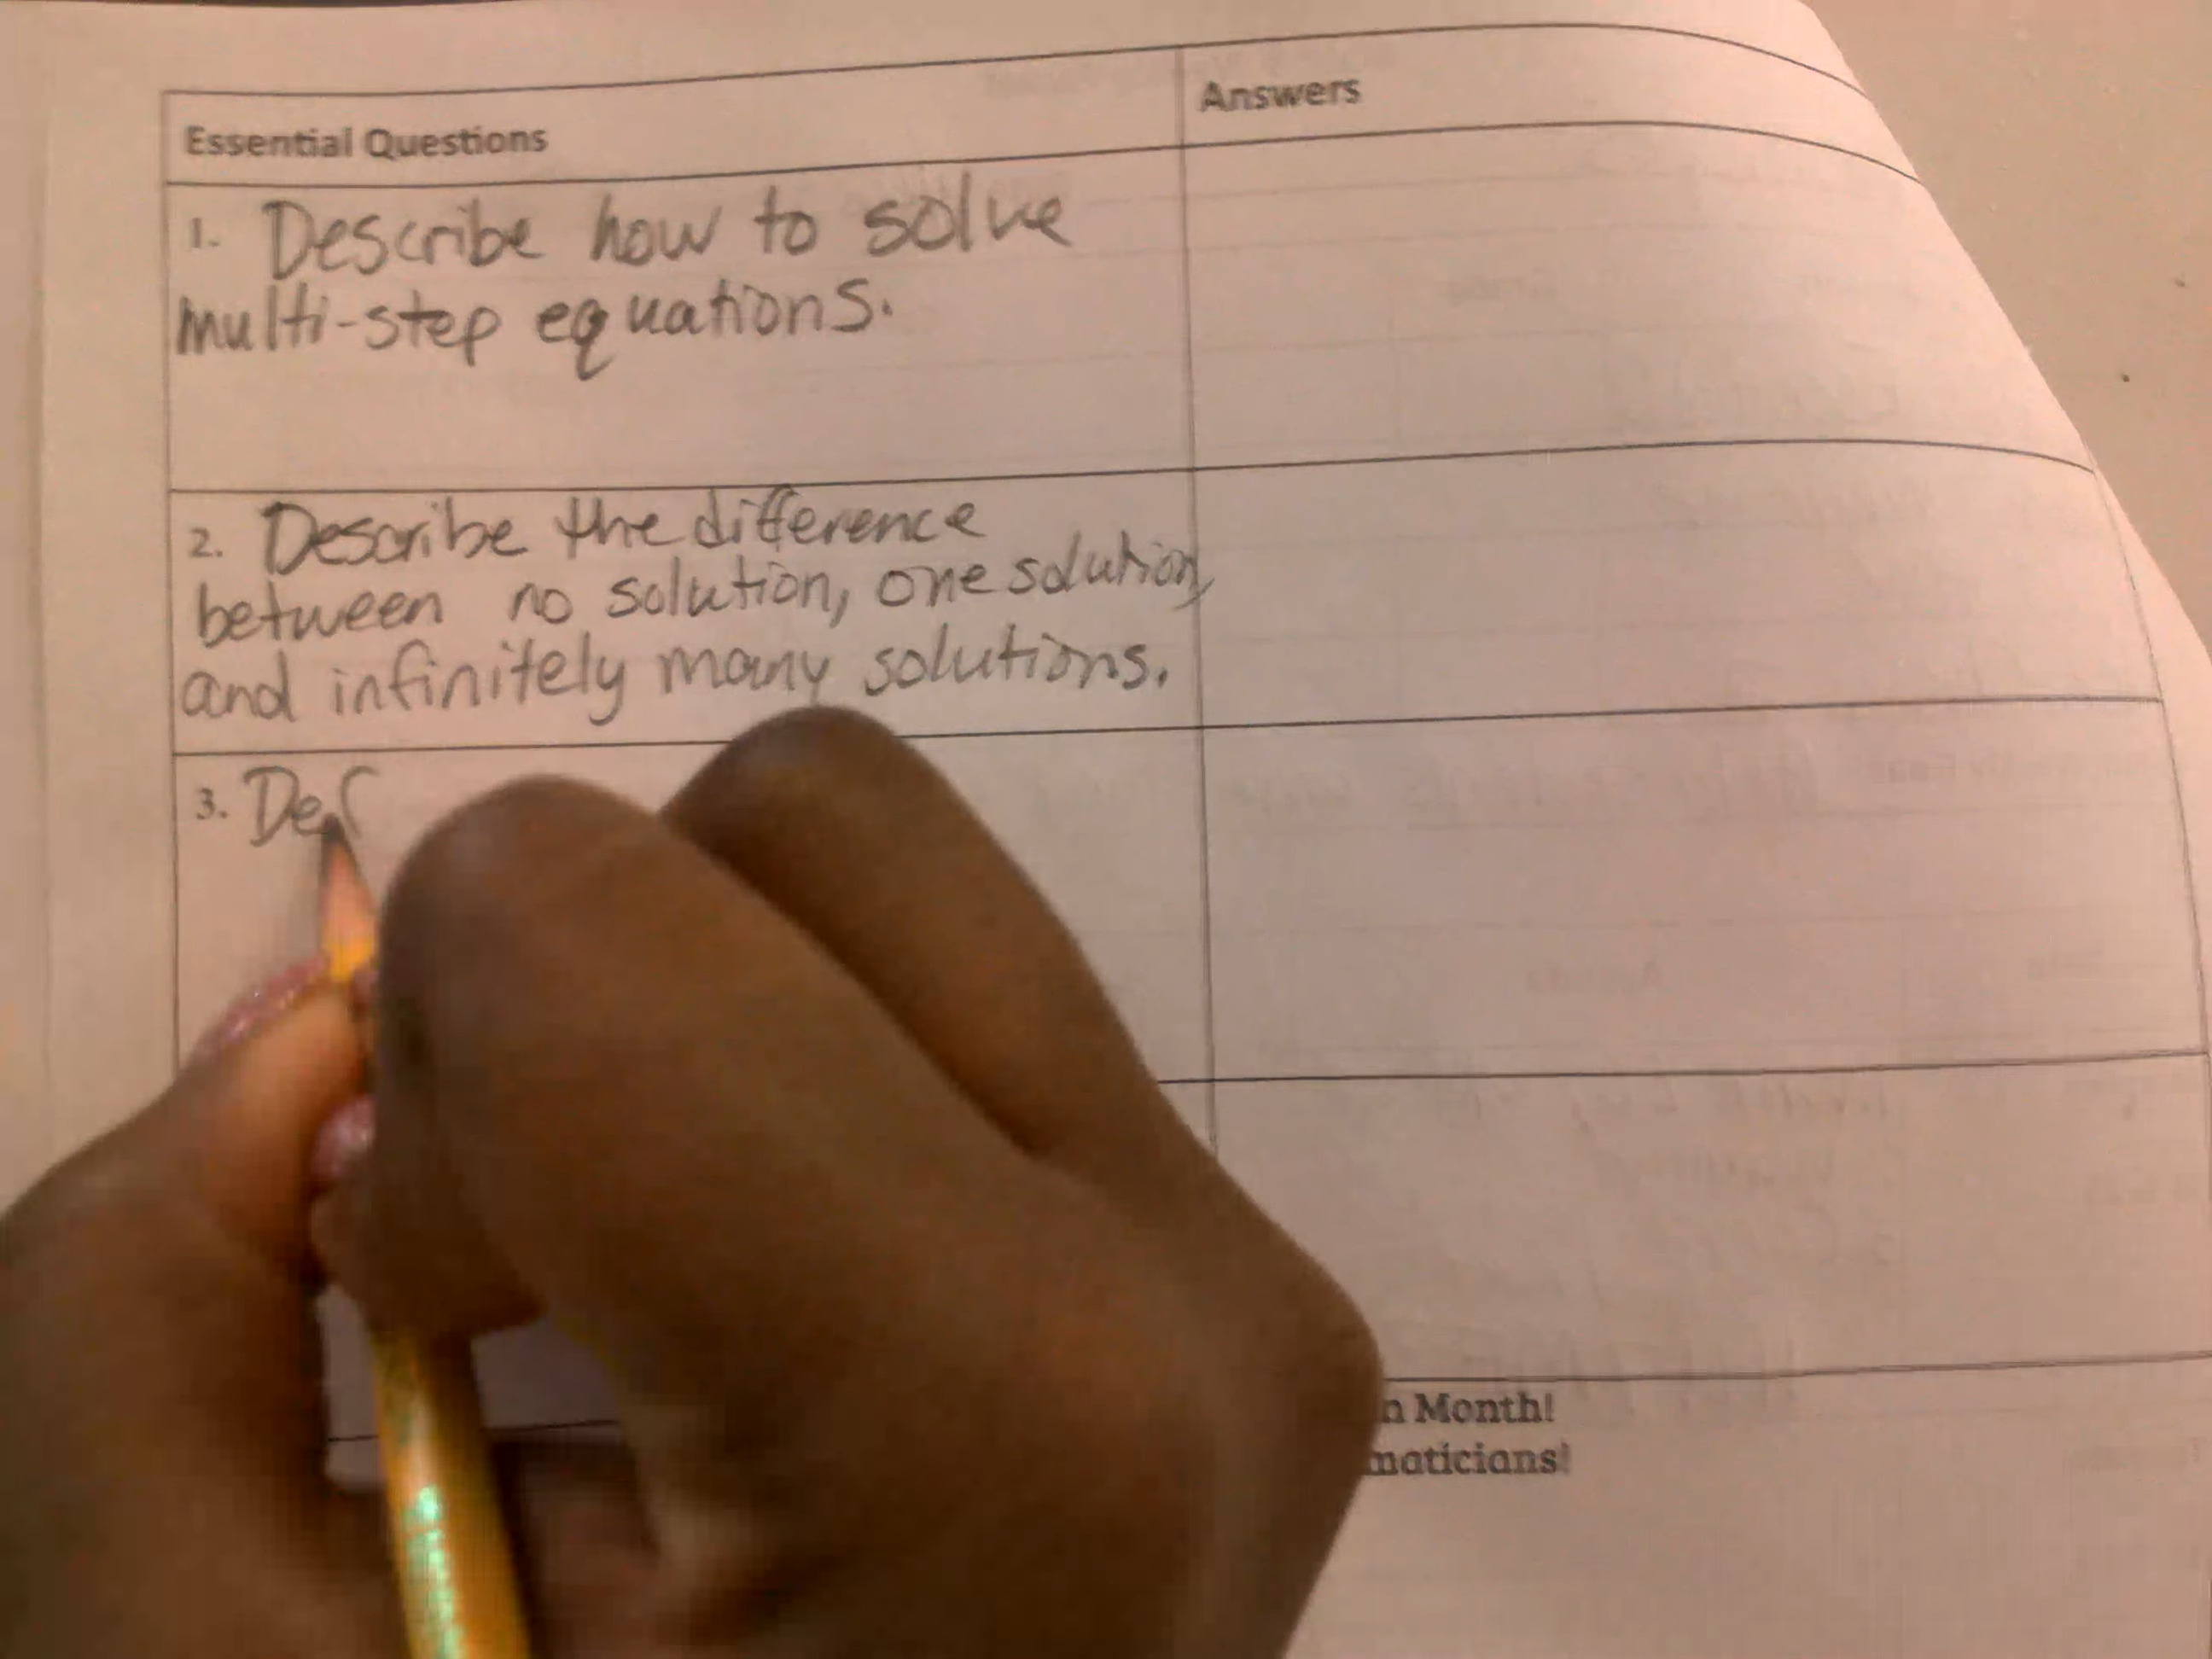 Essential Questions
Answers
1. Describe how to solve
multi-step equations.
2. Describe the difference
between no solution, one solution,
and infinitely many solutions.
3. Def
n Month!
maticians!